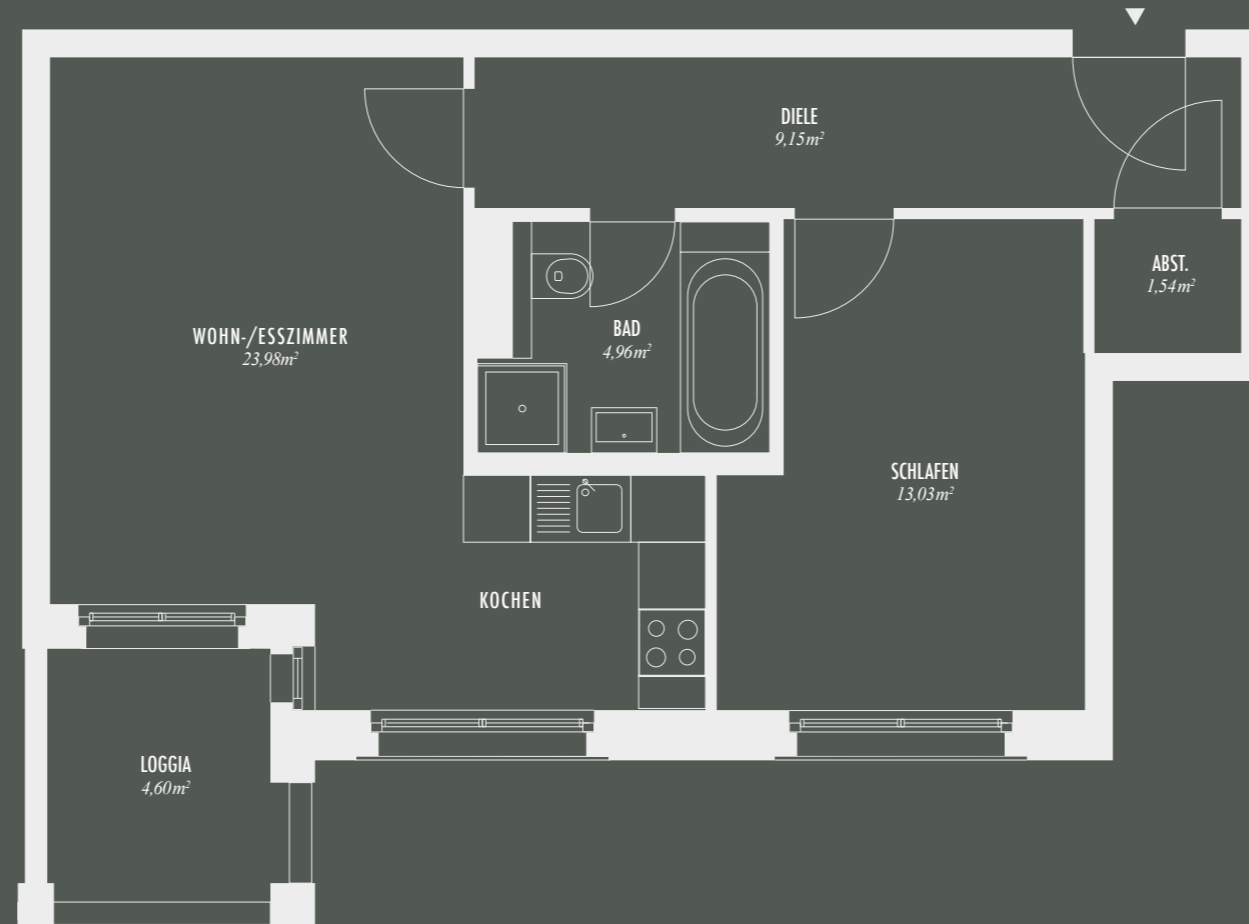 DIELE
9,15m²
ABST.
1,54m²
WOHN-/ESSZIMMER
23,98m²
BAD
4,96m²
SCHLAFEN
13,03m²
KOCHEN
LOGGIA
4,60m²